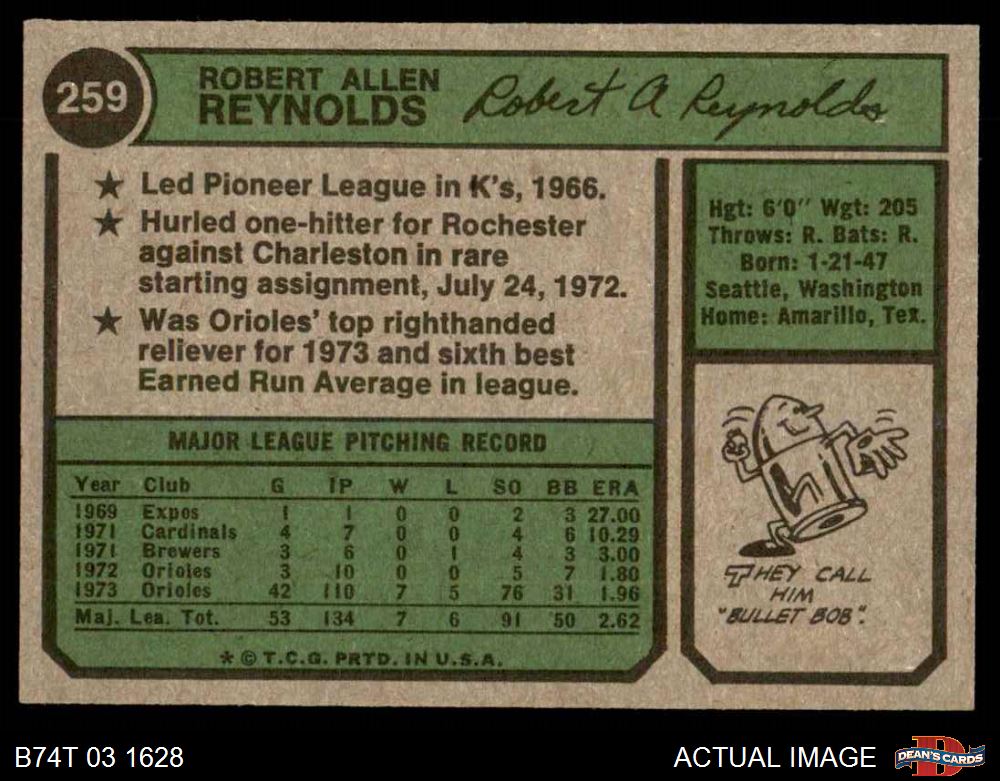 259
ROBERT ALLEN
REYNOLDS
Robert A Reynolds
★ Led Pioneer League in K's, 1966.
★ Hurled one-hitter for Rochester
against Charleston in rare
starting assignment, July 24, 1972.
★ Was Orioles' top righthanded
reliever for 1973 and sixth best
Earned Run Average in league.
Hgt: 6'0" Wgt: 205
Throws: R. Bats: R.
Born: 1-21-47
Seattle, Washington
Home: Amarillo, Tex.
MAJOR LEAGUE PITCHING RECORD
Year Club G IP W L SO BB ERA
1969 Expos 1 1 0 0 2 3 27.00
1971 Cardinals 4 7 0 0 4 6 10.29
1971 Brewers 3 6 0 1 4 3 3.00
1972 Orioles 3 10 0 0 5 7 1.80
1973 Orioles 42 110 7 5 76 31 1.96
Maj. Lea. Tot. 53 134 7 6 91 50 2.62
* © T.C.G. PRTD. IN U.S.A.
THEY CALL
HIM
"BULLET BOB".
B74T 03 1628
ACTUAL IMAGE
D
DEAN'S CARDS